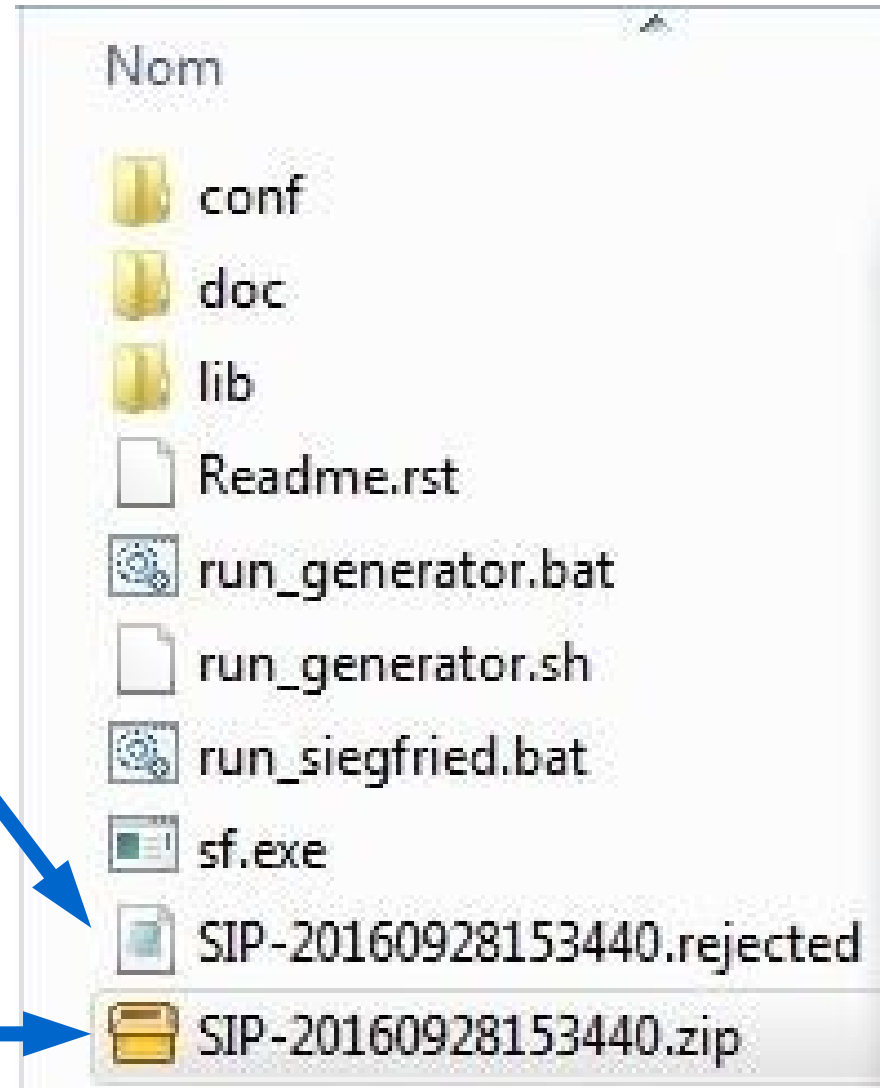 Nom
conf
doc
lib
Readme.rst
run_generator.bat
run_generator.sh
run_siegfried.bat
sf.exe
SIP-20160928153440.rejected
SIP-20160928153440.zip